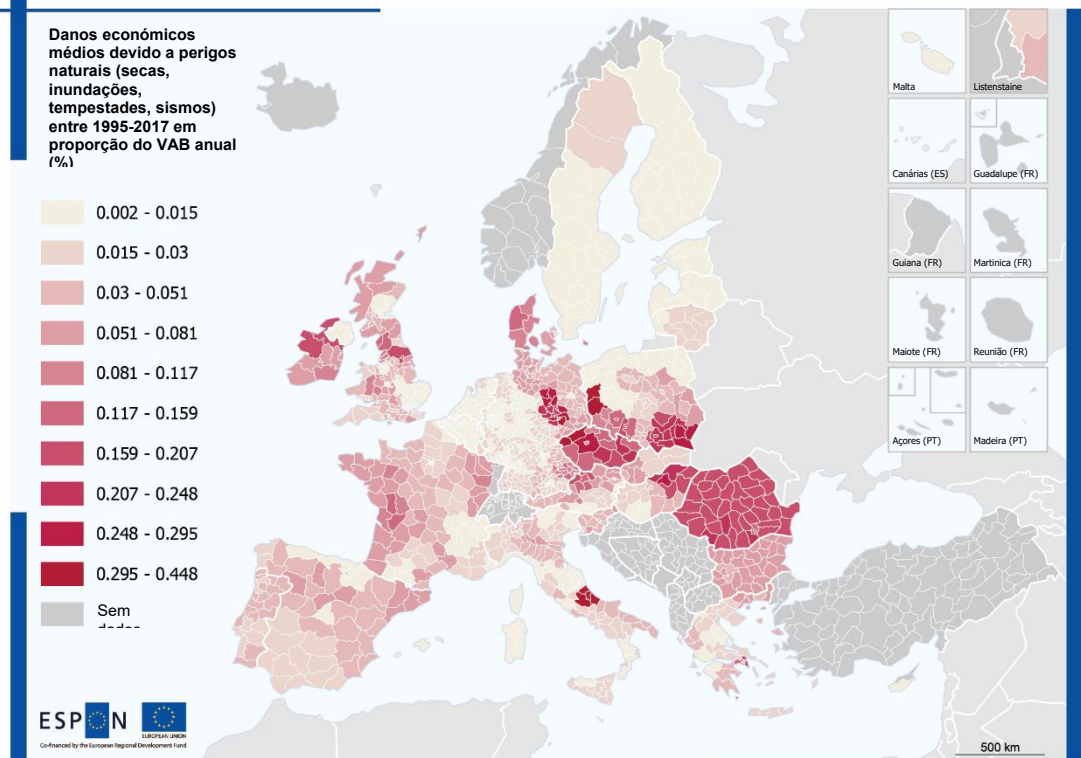 Danos económicos
médios devido a perigos
naturais (secas,
inundações,
tempestades, sismos)
entre 1995-2017 em
proporção do VAB anual
(%)
0.002 - 0.015
0.015 - 0.03
0.03 - 0.051
0.051 - 0.081
0.081 - 0.117
0.117 - 0.159
0.159 - 0.207
0.207 - 0.248
0.248 - 0.295
0.295 - 0.448
Sem
dados
Malta
Listenstaine
Canárias (ES)
Guadalupe (FR)
Guiana (FR)
Martinica (FR)
Maiote (FR)
Reunião (FR)
Açores (PT)
Madeira (PT)
ESPON
EUROPEAN UNION
Co-financed by the European Regional Development Fund
500 km